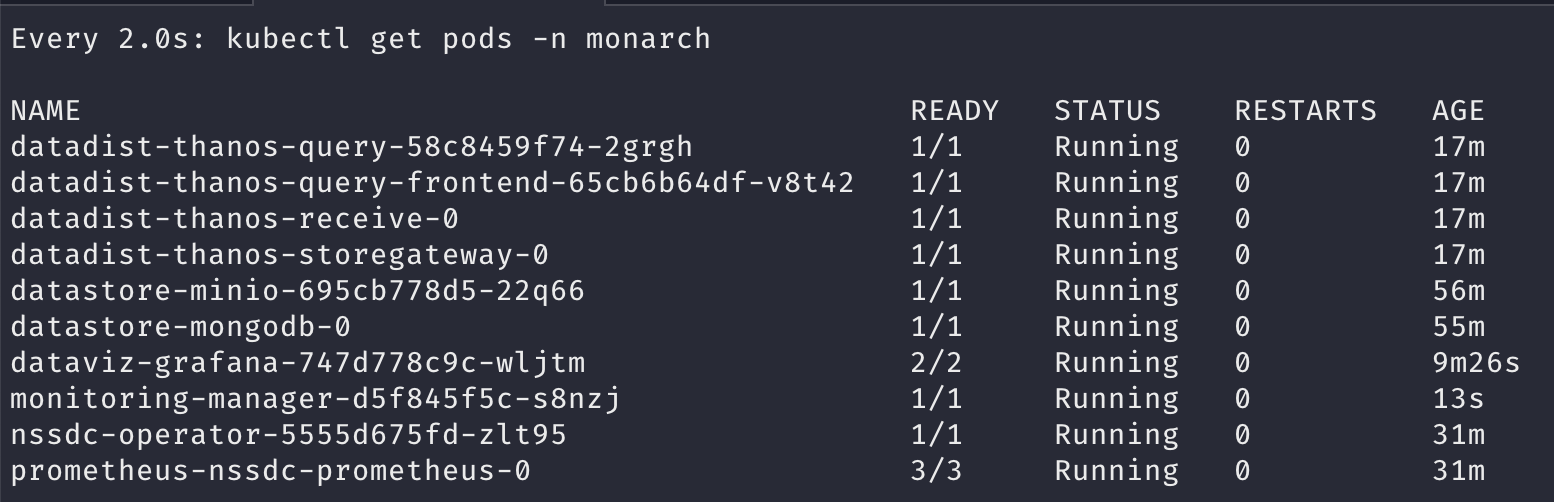 Every 2.0s: kubectl get pods -n monarch
NAME READY STATUS RESTARTS AGE
datadist-thanos-query-58c8459f74-2grgh 1/1 Running 0 17m
datadist-thanos-query-frontend-65cb6b64df-v8t42 1/1 Running 0 17m
datadist-thanos-receive-0 1/1 Running 0 17m
datadist-thanos-storegateway-0 1/1 Running 0 17m
datastore-minio-695cb778d5-22q66 1/1 Running 0 56m
datastore-mongodb-0 1/1 Running 0 55m
dataviz-grafana-747d778c9c-wljtm 2/2 Running 0 9m26s
monitoring-manager-d5f845f5c-s8nzj 1/1 Running 0 13s
nssdc-operator-5555d675fd-zlt95 1/1 Running 0 31m
prometheus-nssdc-prometheus-0 3/3 Running 0 31m